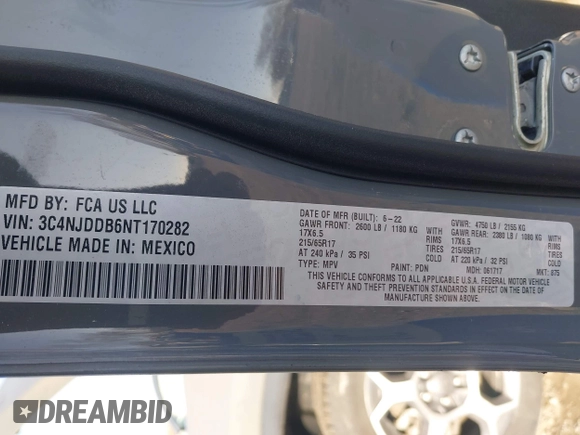 MFD BY: FCA US LLC
VIN: 3C4NJDDB6NT170282
VEHICLE MADE IN: MEXICO
DATE OF MFR (BUILT): 6-22 GVWR: 4750 LB / 2155 KG
GAWR FRONT: 2600 LB / 1180 KG WITH GAWR REAR: 2380 LB / 1080 KG WITH
17X6.5 RIMS 17X6.5 RIMS
215/65R17 TIRES 215/65R17 TIRES
AT 240 kPa / 35 PSI COLD AT 220 kPa / 32 PSI COLD
TYPE: MPV PAINT: PDN MDH: 061717 MKT: 875
THIS VEHICLE CONFORMS TO ALL APPLICABLE U.S.A. FEDERAL MOTOR VEHICLE
SAFETY AND THEFT PREVENTION STANDARDS IN EFFECT ON THE DATE OF
MANUFACTURE SHOWN ABOVE.
DREAMBID